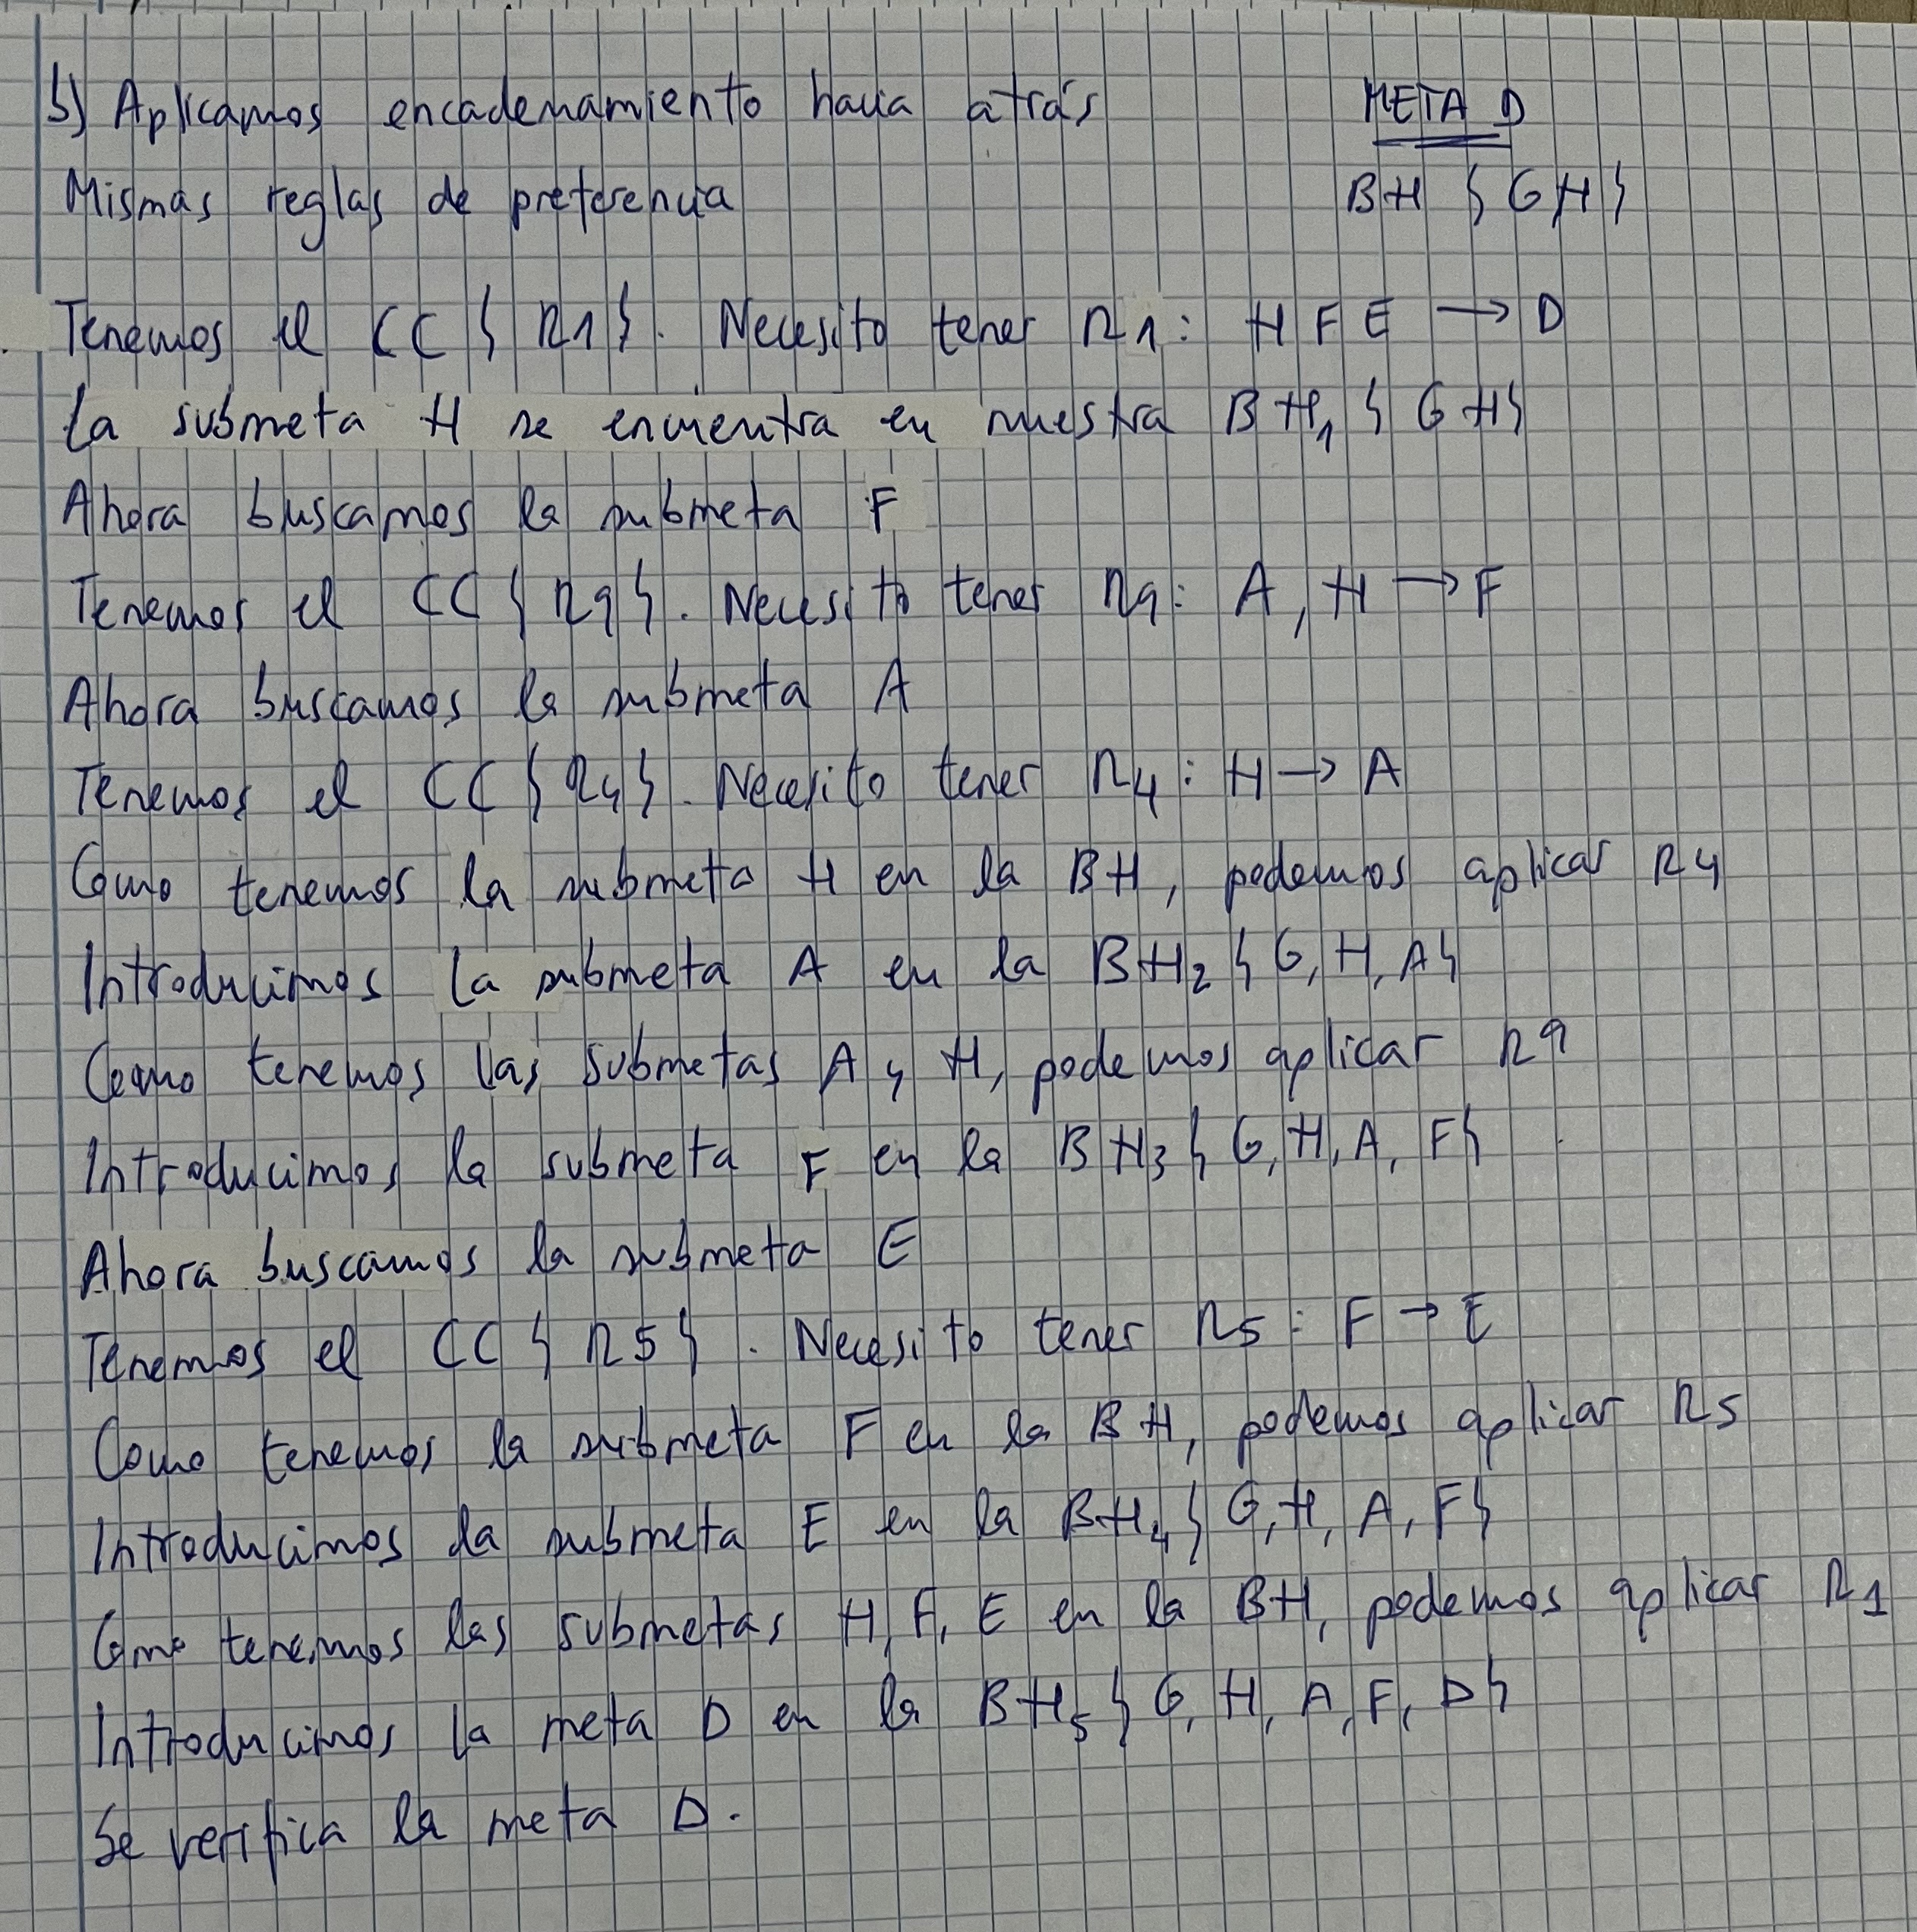 b) Aplicamos encadenamiento hacia atrás META D
Mismas reglas de preferencia BH { G H }
Tenemos el CC { R1 }. Necesito tener R1: H F E → D
La submeta H se encuentra en nuestra BH1 { G H }
Ahora buscamos la submeta F
Tenemos el CC { R9 }. Necesito tener R9: A, H → F
Ahora buscamos la submeta A
Tenemos el CC { R4 }. Necesito tener R4: H → A
Como tenemos la submeta H en la BH, podemos aplicar R4
Introducimos la submeta A en la BH2 { G, H, A }
Como tenemos las submetas A y H, podemos aplicar R9
Introducimos la submeta F en la BH3 { G, H, A, F }
Ahora buscamos la submeta E
Tenemos el CC { R5 }. Necesito tener R5: F → E
Como tenemos la submeta F en la BH, podemos aplicar R5
Introducimos la submeta E en la BH4 { G, H, A, F }
Como tenemos las submetas H, F, E en la BH, podemos aplicar R1
Introducimos la meta D en la BH5 { G, H, A, F, D }
Se verifica la meta D.